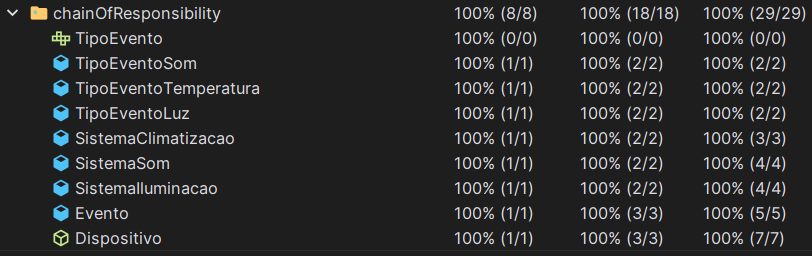 chainOfResponsibility 100% (8/8) 100% (18/18) 100% (29/29)
TipoEvento 100% (0/0) 100% (0/0) 100% (0/0)
TipoEventoSom 100% (1/1) 100% (2/2) 100% (2/2)
TipoEventoTemperatura 100% (1/1) 100% (2/2) 100% (2/2)
TipoEventoLuz 100% (1/1) 100% (2/2) 100% (2/2)
SistemaClimatizacao 100% (1/1) 100% (2/2) 100% (3/3)
SistemaSom 100% (1/1) 100% (2/2) 100% (4/4)
SistemaIluminacao 100% (1/1) 100% (2/2) 100% (4/4)
Evento 100% (1/1) 100% (3/3) 100% (5/5)
Dispositivo 100% (1/1) 100% (3/3) 100% (7/7)